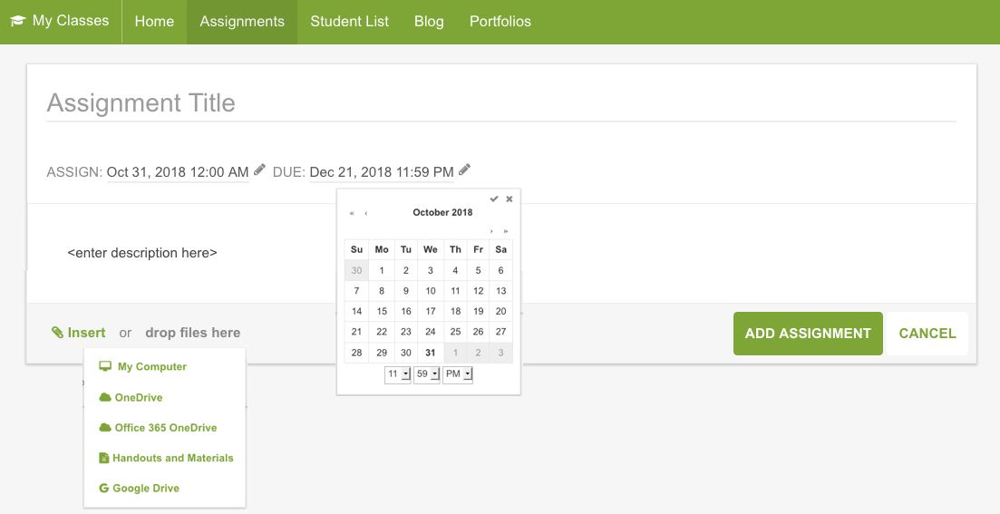 My Classes Home Assignments Student List Blog Portfolios
Assignment Title
ASSIGN: Oct 31, 2018 12:00 AM DUE: Dec 21, 2018 11:59 PM
« ‹ October 2018
› »
Su Mo Tu We Th Fr Sa
30 1 2 3 4 5 6
7 8 9 10 11 12 13
14 15 16 17 18 19 20
21 22 23 24 25 26 27
28 29 30 31 1 2 3
11 59 PM
<enter description here>
Insert or drop files here
ADD ASSIGNMENT CANCEL
My Computer
OneDrive
Office 365 OneDrive
Handouts and Materials
Google Drive